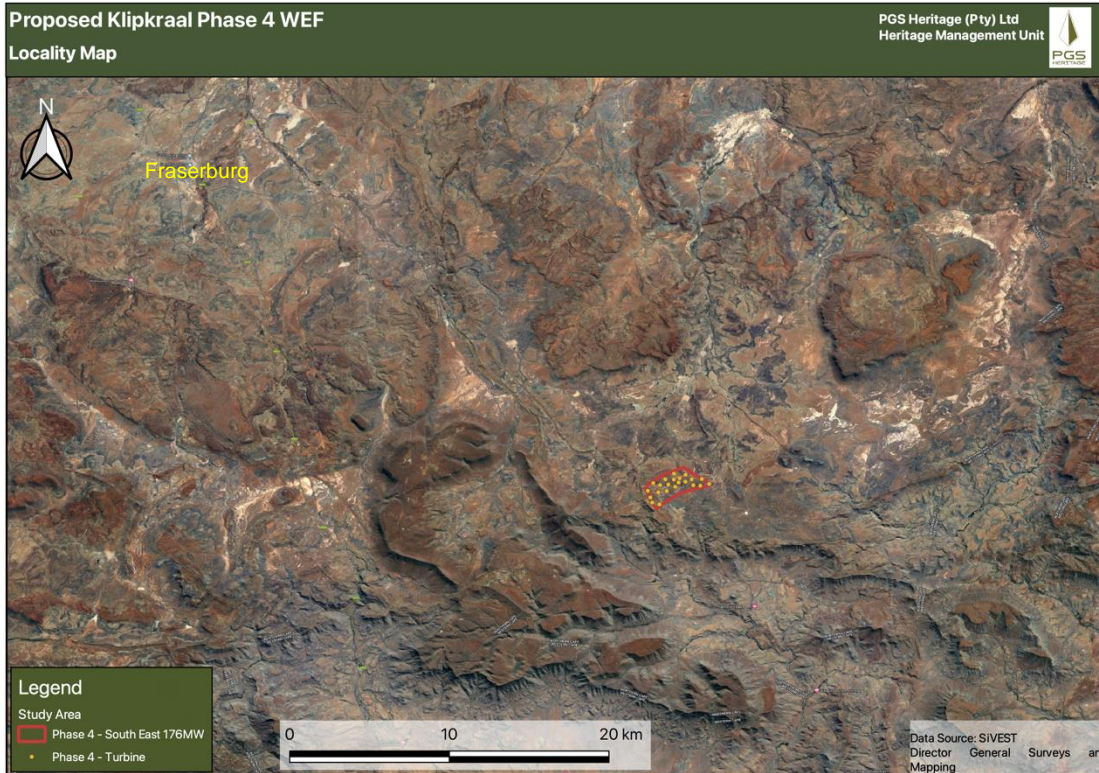 Proposed Klipkraal Phase 4 WEF
Locality Map
PGS Heritage (Pty) Ltd
Heritage Management Unit
PGS
HERITAGE
N
Fraserburg
Legend
Study Area
Phase 4 - South East 176MW
Phase 4 - Turbine
0 10 20 km
Data Source: SiVEST
Director General Surveys an
Mapping